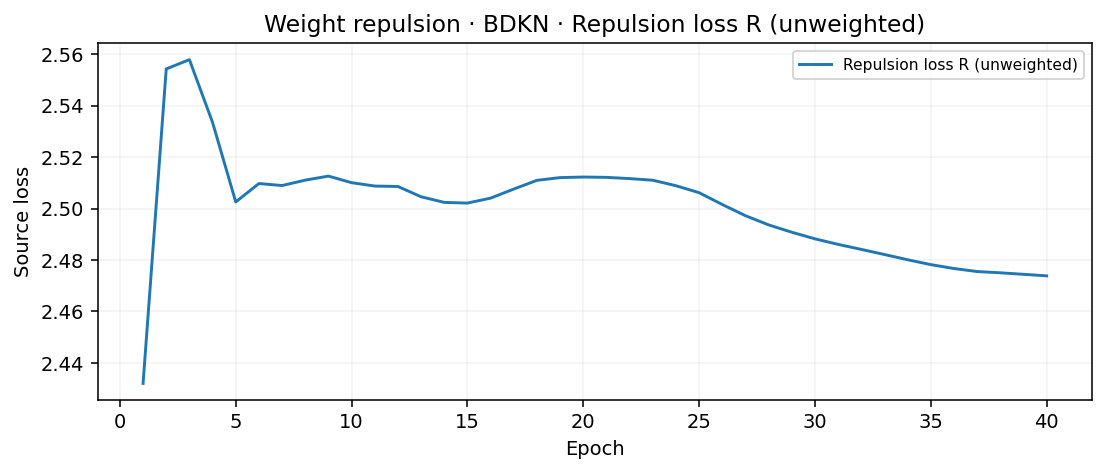 Weight repulsion · BDKN · Repulsion loss R (unweighted)
Repulsion loss R (unweighted)
Source loss
2.56
2.54
2.52
2.50
2.48
2.46
2.44
0 5 10 15 20 25 30 35 40
Epoch